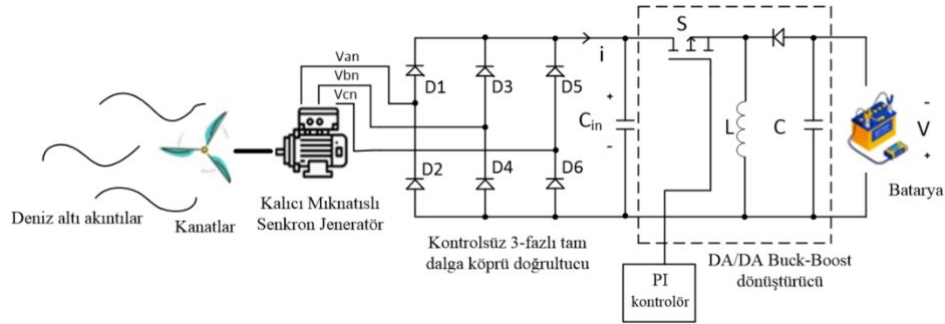 Van
Vbn
Vcn
D1
D3
D5
D2
D4
D6
i
+
Cin
-
S
L
C
-
V
+
Batarya
Deniz altı akıntılar
Kanatlar
Kalıcı Mıknatıslı
Senkron Jeneratör
Kontrolsüz 3-fazlı tam
dalga köprü doğrultucu
PI
kontrolör
DA/DA Buck-Boost
dönüştürücü